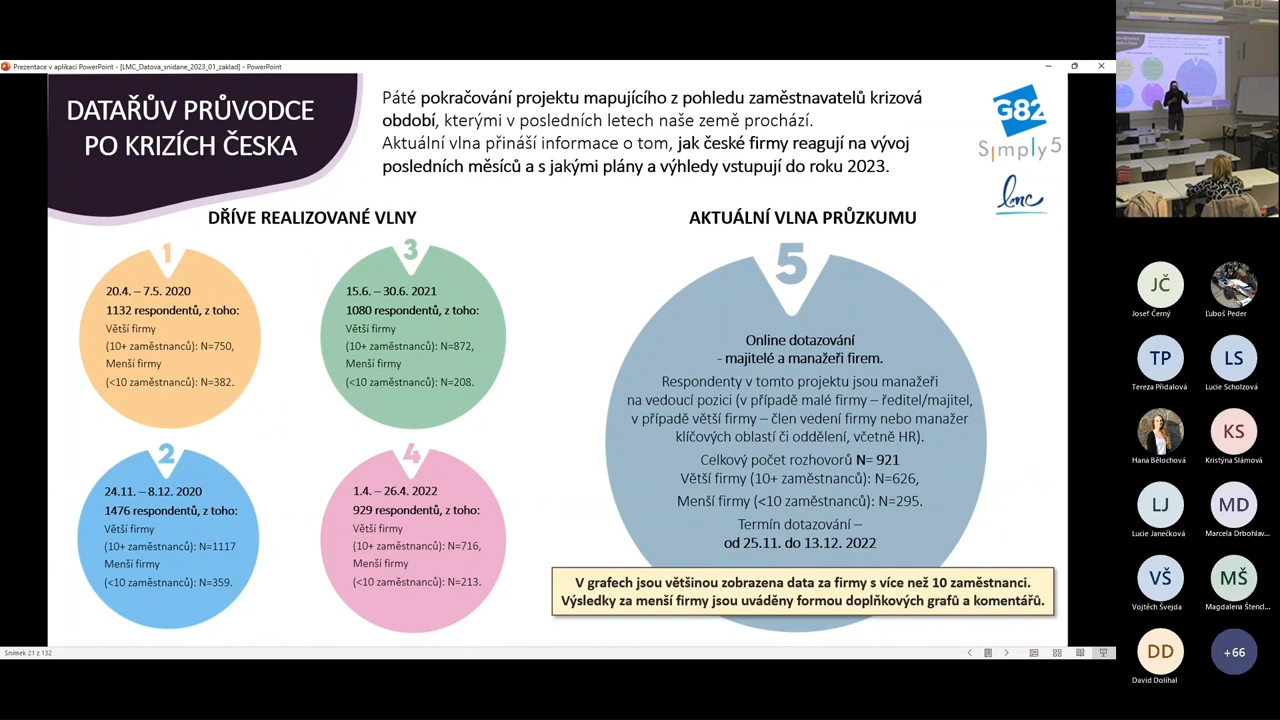 Prezentace v aplikaci PowerPoint - [LMC_Datova_snidane_2023_01_zaklad] - PowerPoint
DATAŘŮV PRŮVODCE
PO KRIZÍCH ČESKA
Páté pokračování projektu mapujícího z pohledu zaměstnavatelů krizová
období, kterými v posledních letech naše země prochází.
Aktuální vlna přináší informace o tom, jak české firmy reagují na vývoj
posledních měsíců a s jakými plány a výhledy vstupují do roku 2023.
G82
Simply5
lmc
DŘÍVE REALIZOVANÉ VLNY
1
20.4. – 7.5. 2020
1132 respondentů, z toho:
Větší firmy
(10+ zaměstnanců): N=750,
Menší firmy
(<10 zaměstnanců): N=382.
3
15.6. – 30.6. 2021
1080 respondentů, z toho:
Větší firmy
(10+ zaměstnanců): N=872,
Menší firmy
(<10 zaměstnanců): N=208.
2
24.11. – 8.12. 2020
1476 respondentů, z toho:
Větší firmy
(10+ zaměstnanců): N=1117
Menší firmy
(<10 zaměstnanců): N=359.
4
1.4. – 26.4. 2022
929 respondentů, z toho:
Větší firmy
(10+ zaměstnanců): N=716,
Menší firmy
(<10 zaměstnanců): N=213.
AKTUÁLNÍ VLNA PRŮZKUMU
5
Online dotazování
- majitelé a manažeři firem.
Respondenty v tomto projektu jsou manažeři
na vedoucí pozici (v případě malé firmy – ředitel/majitel,
v případě větší firmy – člen vedení firmy nebo manažer
klíčových oblastí či oddělení, včetně HR).
Celkový počet rozhovorů N= 921
Větší firmy (10+ zaměstnanců): N=626,
Menší firmy (<10 zaměstnanců): N=295.
Termín dotazování –
od 25.11. do 13.12. 2022
V grafech jsou většinou zobrazena data za firmy s více než 10 zaměstnanci.
Výsledky za menší firmy jsou uváděny formou doplňkových grafů a komentářů.
Snímek 21 z 132
JČ
Josef Černý
Ľuboš Peder
TP
Tereza Přidalová
LS
Lucie Scholzová
Hana Bělochová
KS
Kristýna Slámová
LJ
Lucie Janečková
MD
Marcela Drbohlav...
VŠ
Vojtěch Švejda
MŠ
Magdalena Štencl...
DD
David Dolíhal
+66